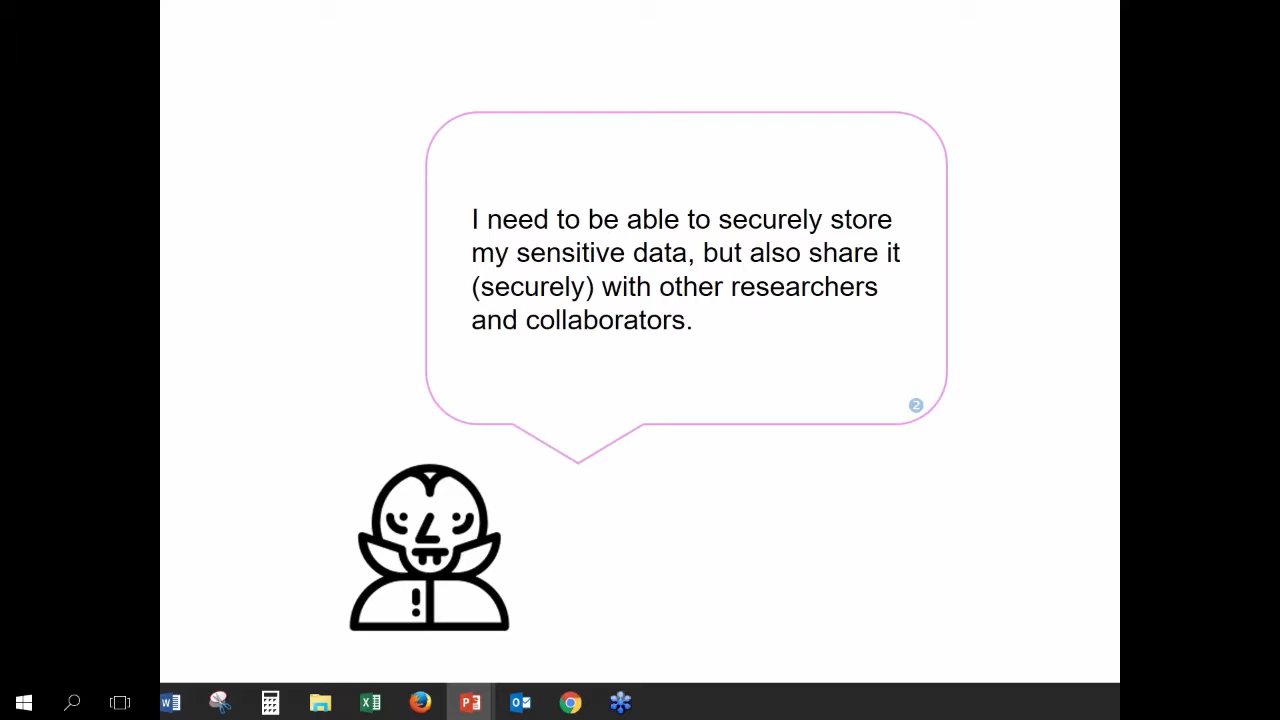 I need to be able to securely store
my sensitive data, but also share it
(securely) with other researchers
and collaborators.
2